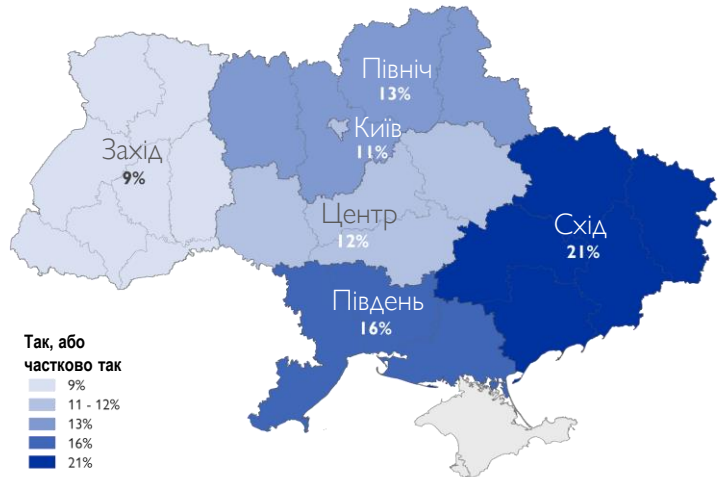 Північ
13%
Київ
11%
Захід
9%
Центр
12%
Схід
21%
Південь
16%
Так, або
частково так
9%
11 - 12%
13%
16%
21%